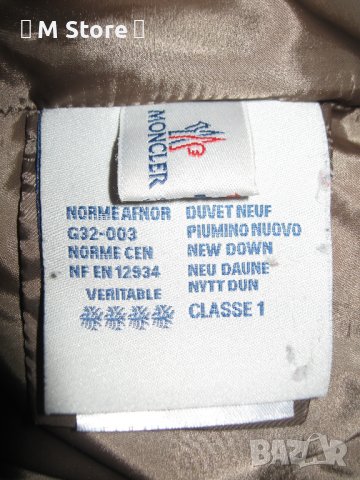 M Store
MONCLER
NORME AFNOR
G32-003
NORME CEN
NF EN 12934
VERITABLE
DUVET NEUF
PIUMINO NUOVO
NEW DOWN
NEU DAUNE
NYTT DUN
CLASSE 1
BAZAR